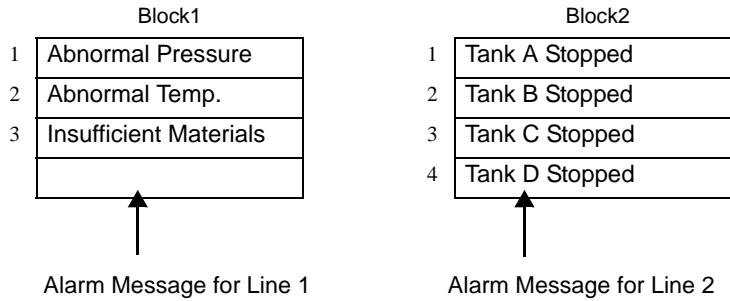 Block1
1 Abnormal Pressure
2 Abnormal Temp.
3 Insufficient Materials
Alarm Message for Line 1
Block2
1 Tank A Stopped
2 Tank B Stopped
3 Tank C Stopped
4 Tank D Stopped
Alarm Message for Line 2